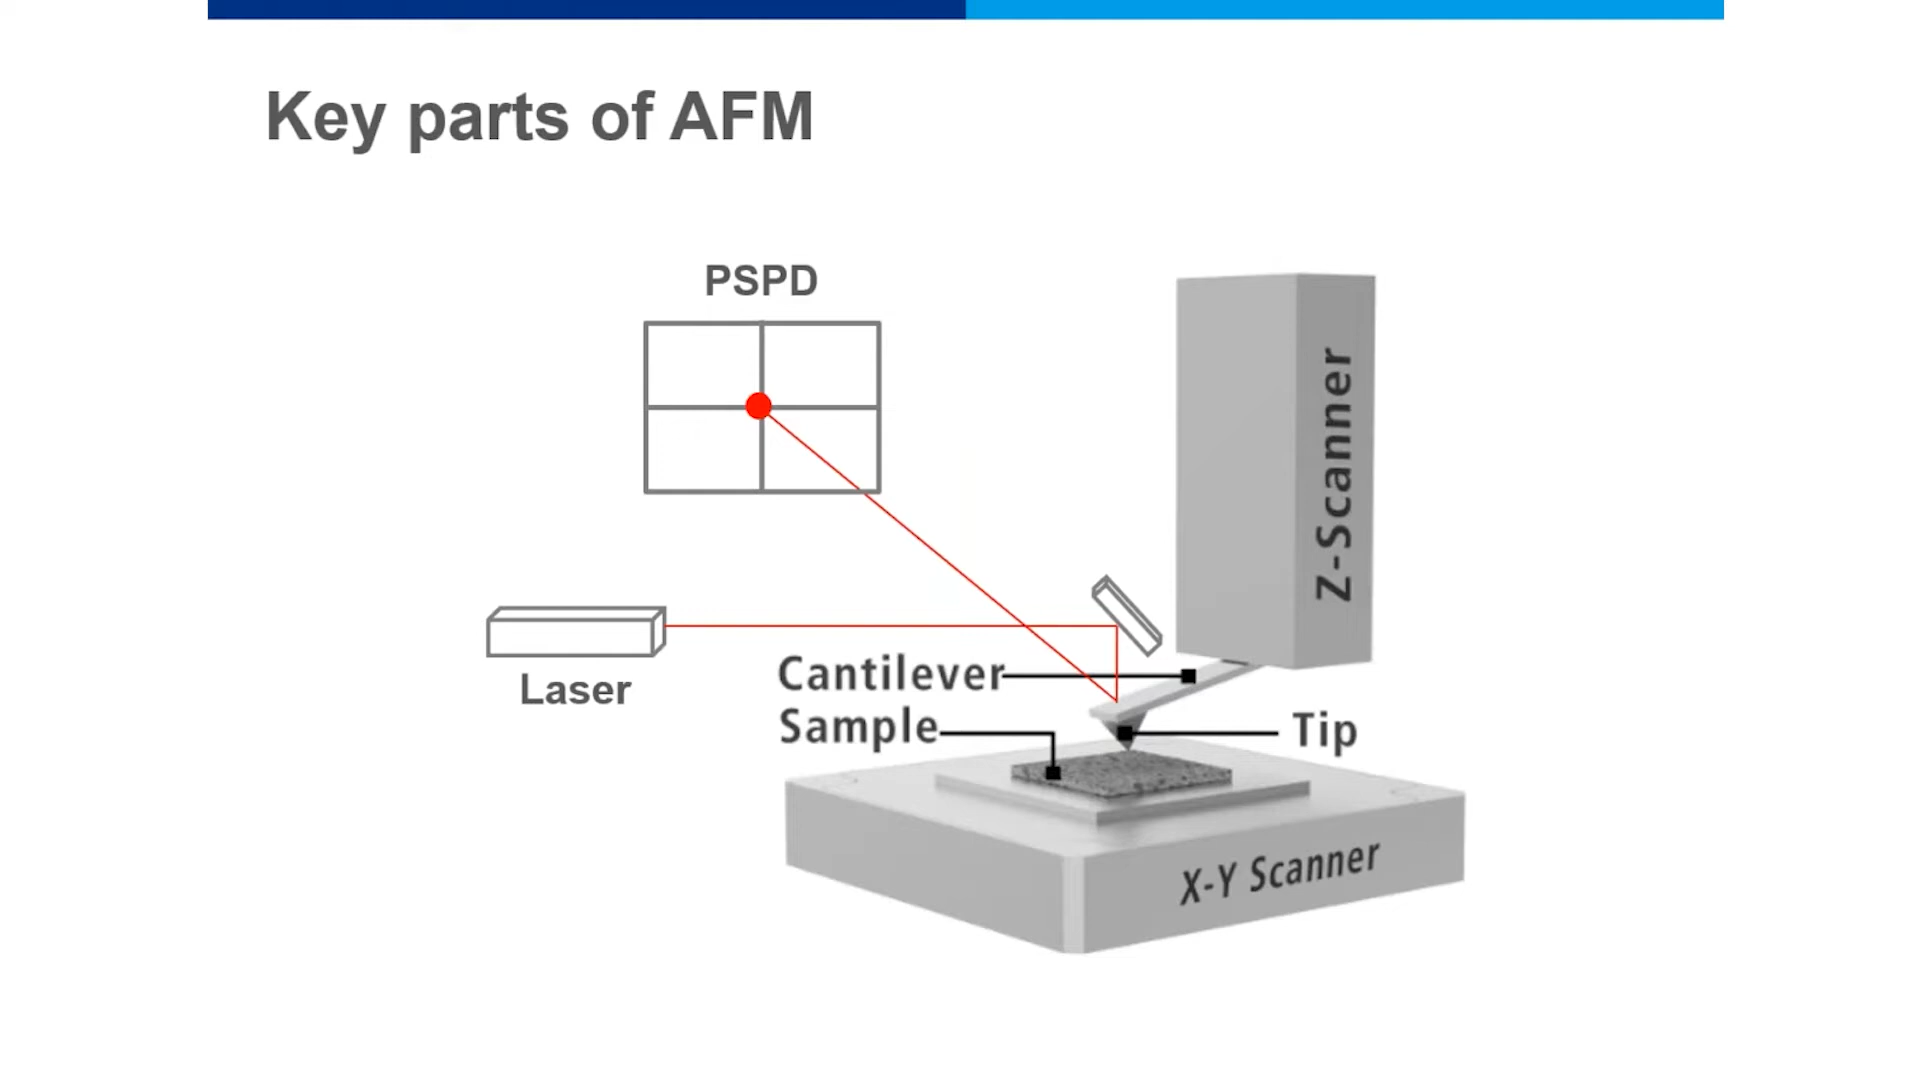 Key parts of AFM
PSPD
Z-Scanner
Laser
Cantilever
Sample
Tip
X-Y Scanner